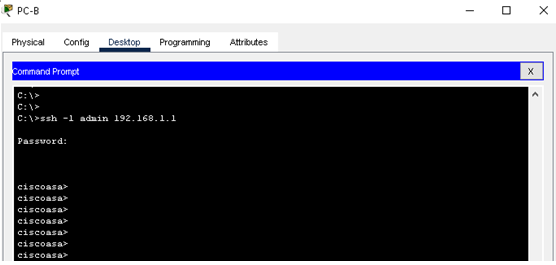 PC-B
Physical Config Desktop Programming Attributes
Command Prompt X
C:\>
C:\>
C:\>ssh -l admin 192.168.1.1
Password:
ciscoasa>
ciscoasa>
ciscoasa>
ciscoasa>
ciscoasa>
ciscoasa>
ciscoasa>